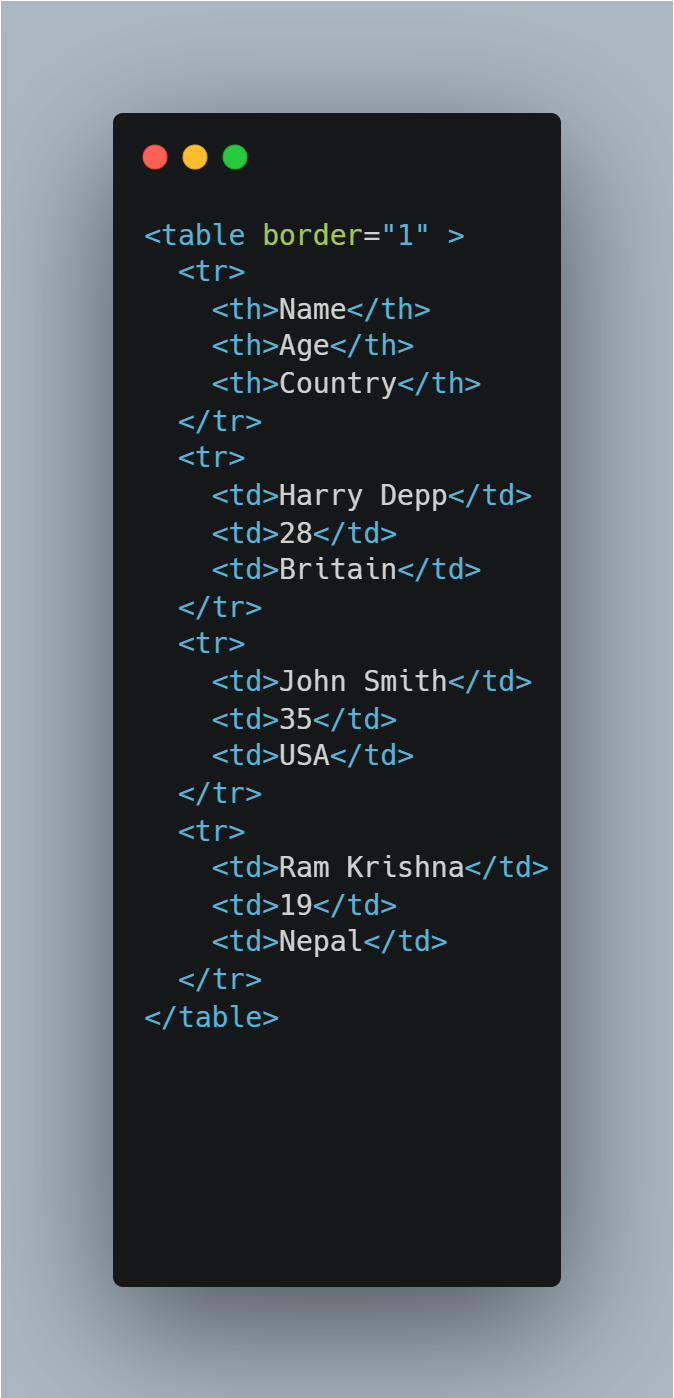 <table border="1" >
  <tr>
    <th>Name</th>
    <th>Age</th>
    <th>Country</th>
  </tr>
  <tr>
    <td>Harry Depp</td>
    <td>28</td>
    <td>Britain</td>
  </tr>
  <tr>
    <td>John Smith</td>
    <td>35</td>
    <td>USA</td>
  </tr>
  <tr>
    <td>Ram Krishna</td>
    <td>19</td>
    <td>Nepal</td>
  </tr>
</table>